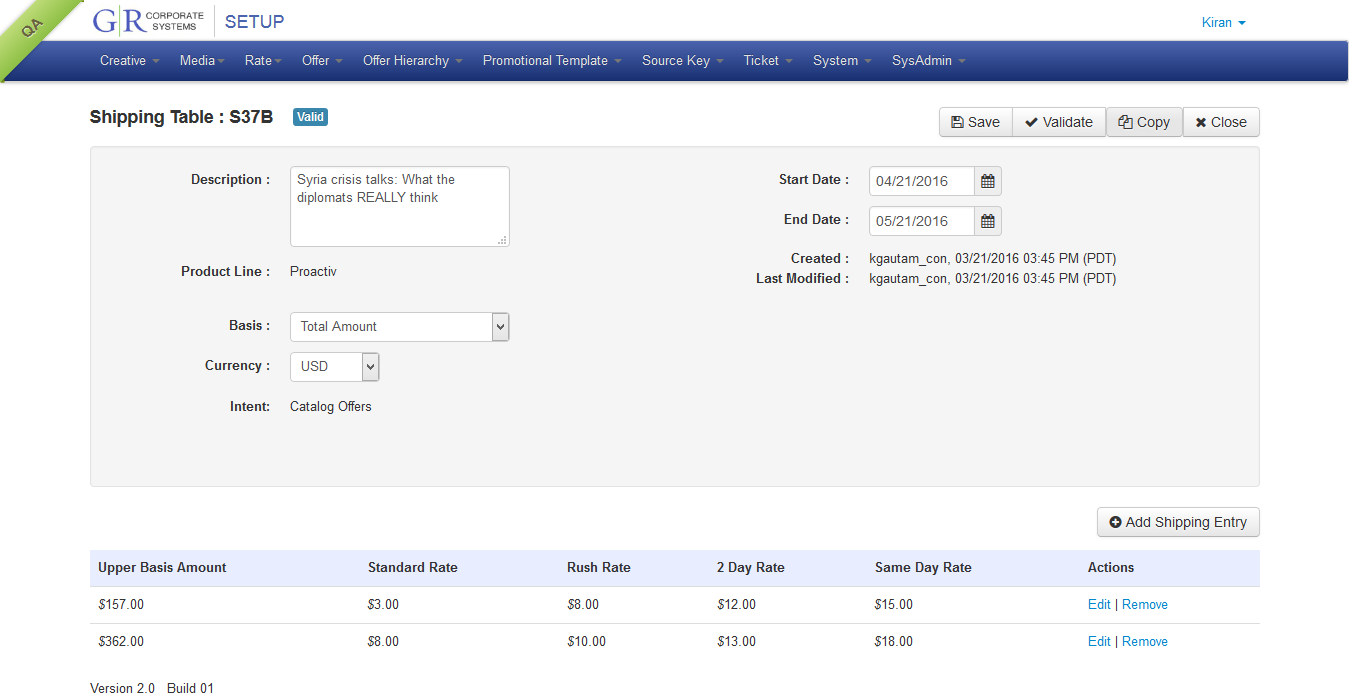 QA
GR CORPORATE SYSTEMS SETUP
Kiran
Creative Media Rate Offer Offer Hierarchy Promotional Template Source Key Ticket System SysAdmin
Shipping Table : S37B Valid
Save Validate Copy Close
Description : Syria crisis talks: What the
diplomats REALLY think
Start Date : 04/21/2016
End Date : 05/21/2016
Created : kgautam_con, 03/21/2016 03:45 PM (PDT)
Last Modified : kgautam_con, 03/21/2016 03:45 PM (PDT)
Product Line : Proactiv
Basis : Total Amount
Currency : USD
Intent: Catalog Offers
Add Shipping Entry
Upper Basis Amount Standard Rate Rush Rate 2 Day Rate Same Day Rate Actions
$157.00 $3.00 $8.00 $12.00 $15.00 Edit | Remove
$362.00 $8.00 $10.00 $13.00 $18.00 Edit | Remove
Version 2.0 Build 01